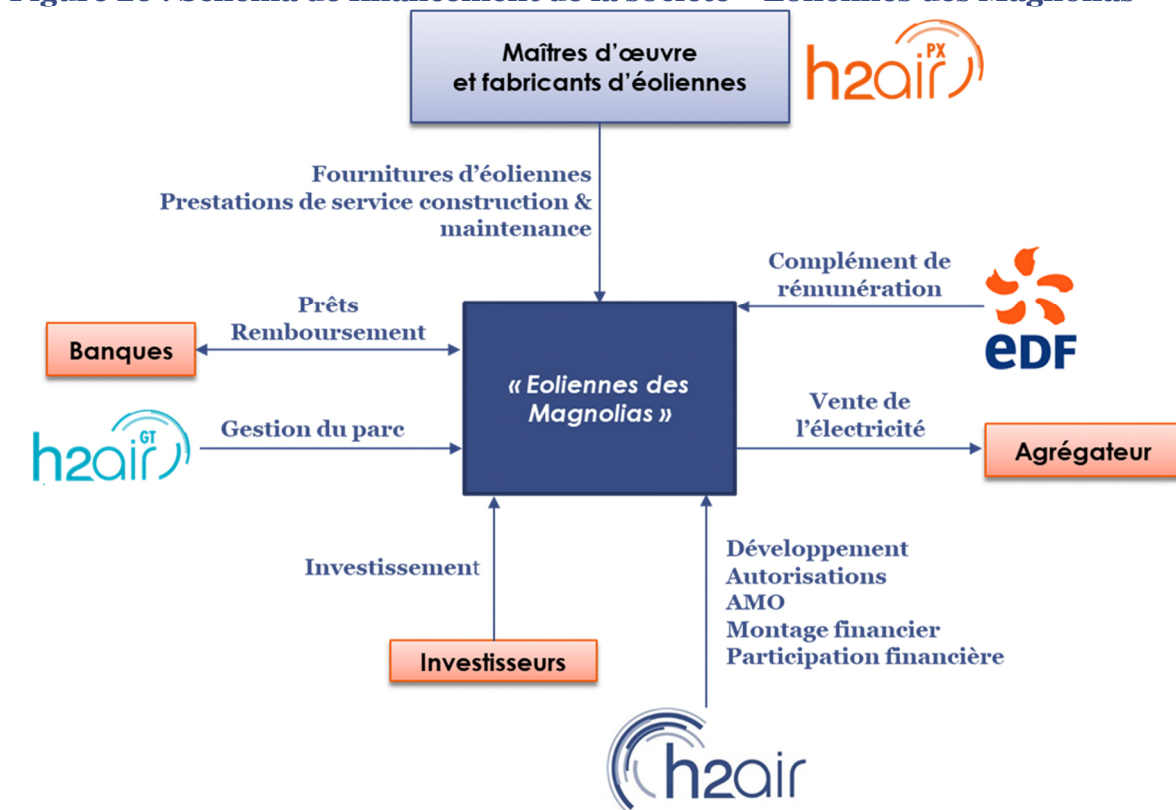 Maîtres d'œuvre
et fabricants d'éoliennes
h2air PX
Fournitures d'éoliennes
Prestations de service construction &
maintenance
Complément de
rémunération
eDF
Prêts
Remboursement
Banques
« Eoliennes des
Magnolias »
Vente de
l'électricité
h2air GT
Gestion du parc
Agrégateur
Investissement
Développement
Autorisations
AMO
Montage financier
Participation financière
Investisseurs
h2air